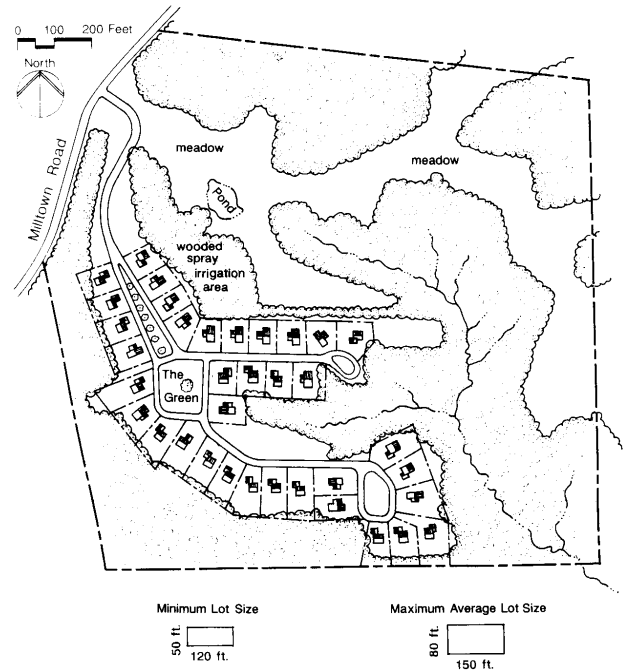 0 100 200 Feet
North
Milltown Road
meadow
meadow
Pond
wooded
spray
irrigation
area
The
Green
Minimum Lot Size
50 ft.
120 ft.
Maximum Average Lot Size
80 ft.
150 ft.